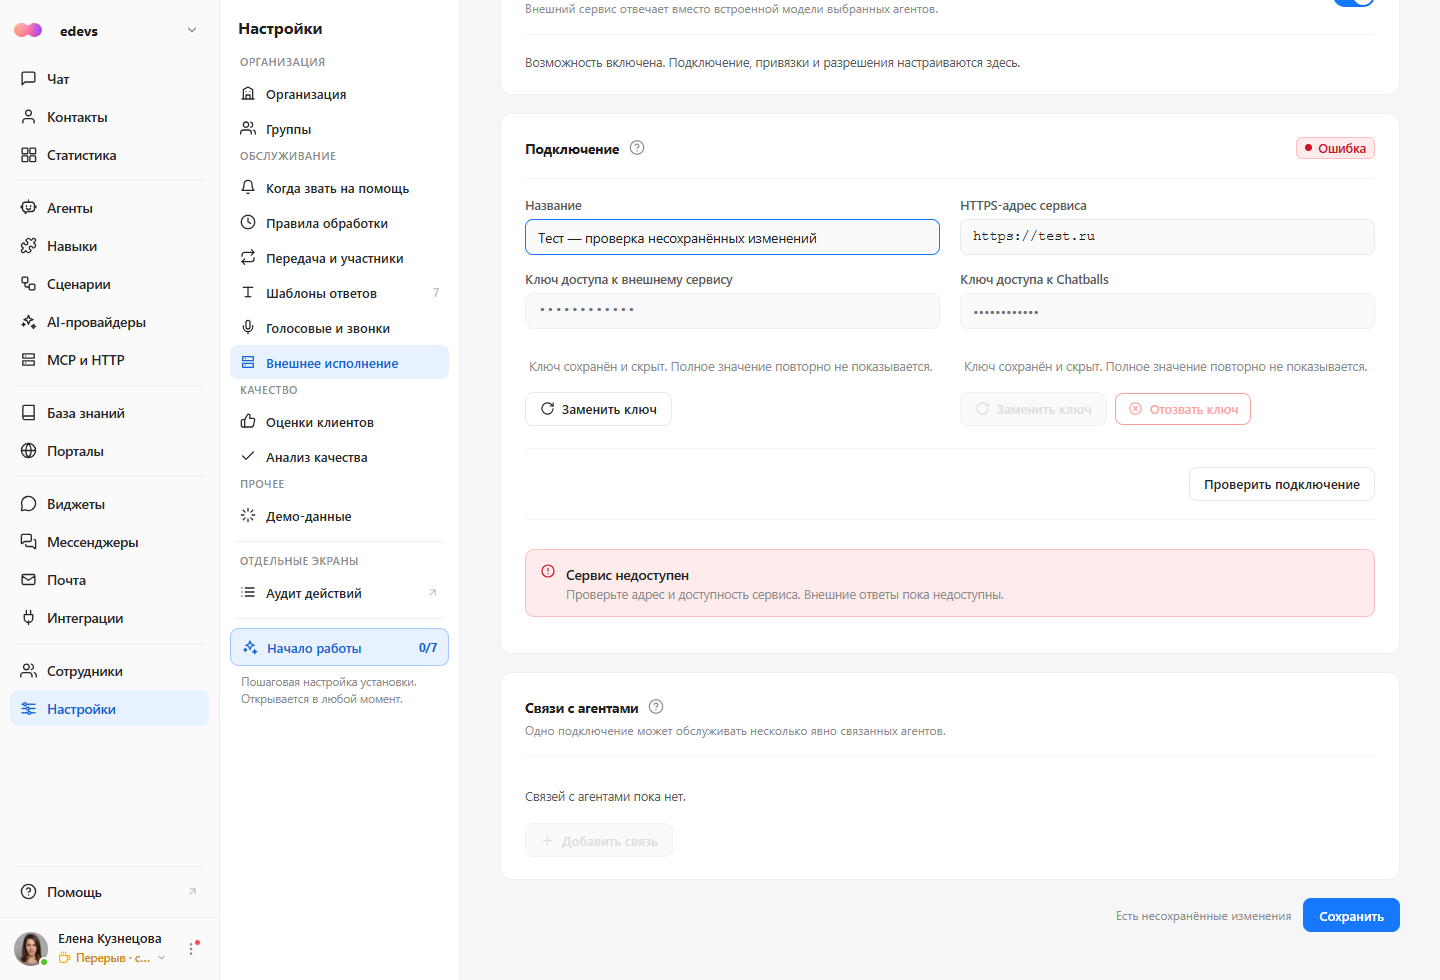 edevs
Чат
Контакты
Статистика
Агенты
Навыки
Сценарии
AI-провайдеры
MCP и HTTP
База знаний
Порталы
Виджеты
Мессенджеры
Почта
Интеграции
Сотрудники
Настройки
Помощь
Елена Кузнецова
Перерыв · с...
Настройки
ОРГАНИЗАЦИЯ
Организация
Группы
ОБСЛУЖИВАНИЕ
Когда звать на помощь
Правила обработки
Передача и участники
Шаблоны ответов 7
Голосовые и звонки
Внешнее исполнение
КАЧЕСТВО
Оценки клиентов
Анализ качества
ПРОЧЕЕ
Демо-данные
ОТДЕЛЬНЫЕ ЭКРАНЫ
Аудит действий
Начало работы 0/7
Пошаговая настройка установки.
Открывается в любой момент.
Внешний сервис отвечает вместо встроенной модели выбранных агентов.
Возможность включена. Подключение, привязки и разрешения настраиваются здесь.
Подключение
Ошибка
Название
HTTPS-адрес сервиса
Тест — проверка несохранённых изменений
https://test.ru
Ключ доступа к внешнему сервису
Ключ доступа к Chatballs
••••••••••••
••••••••••••
Ключ сохранён и скрыт. Полное значение повторно не показывается.
Ключ сохранён и скрыт. Полное значение повторно не показывается.
Заменить ключ
Заменить ключ
Отозвать ключ
Проверить подключение
Сервис недоступен
Проверьте адрес и доступность сервиса. Внешние ответы пока недоступны.
Связи с агентами
Одно подключение может обслуживать несколько явно связанных агентов.
Связей с агентами пока нет.
Добавить связь
Есть несохранённые изменения
Сохранить